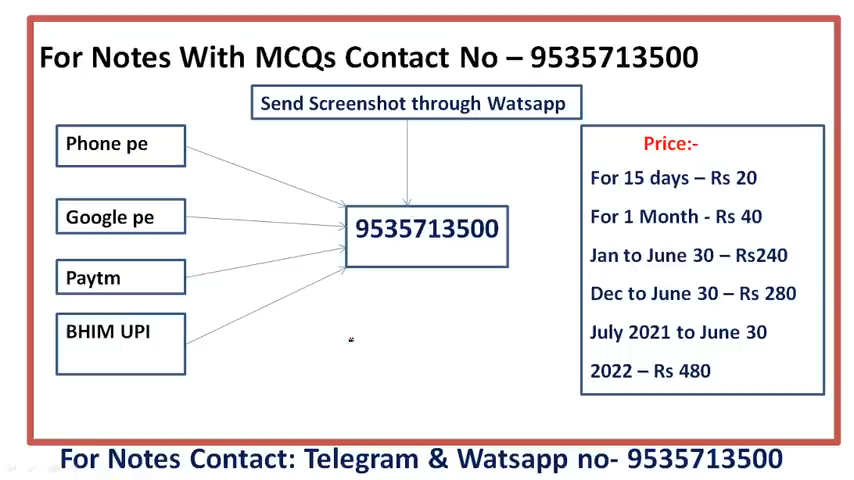 For Notes With MCQs Contact No – 9535713500
Send Screenshot through Watsapp
Phone pe
Google pe
Paytm
BHIM UPI
9535713500
Price:-
For 15 days – Rs 20
For 1 Month - Rs 40
Jan to June 30 – Rs240
Dec to June 30 – Rs 280
July 2021 to June 30
2022 – Rs 480
For Notes Contact: Telegram & Watsapp no- 9535713500